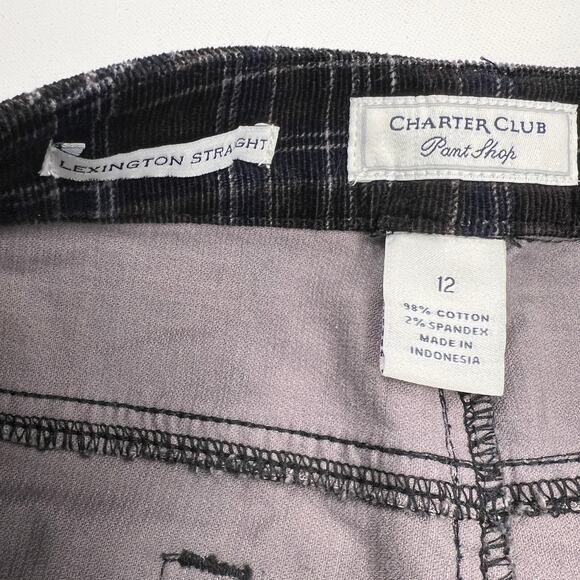 LEXINGTON STRAIGHT
CHARTER CLUB
Pant Shop
12
98% COTTON
2% SPANDEX
MADE IN
INDONESIA